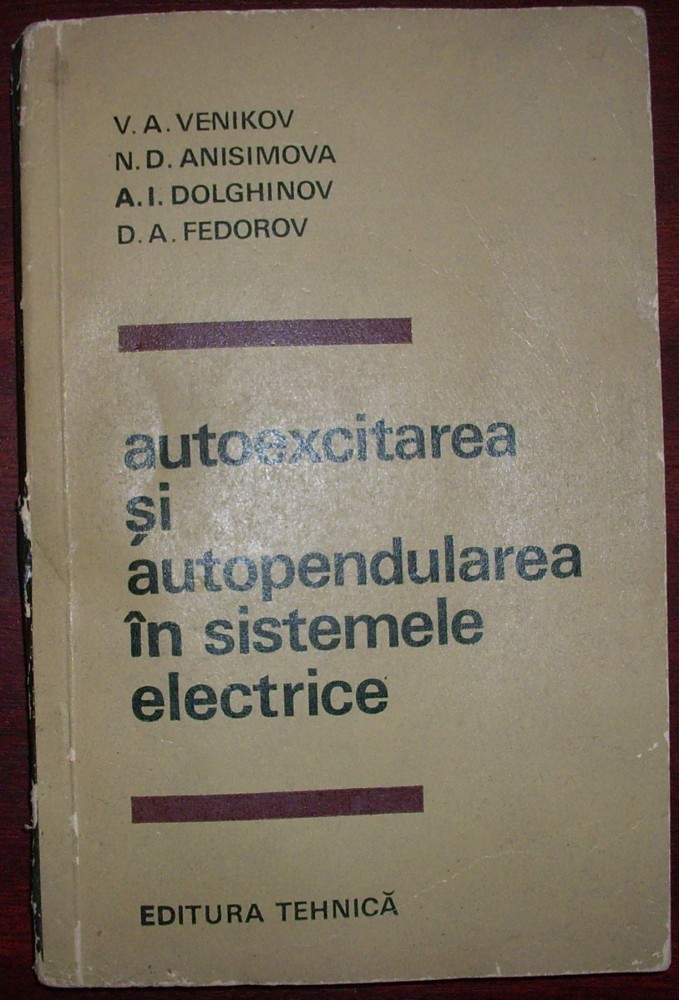 V. A. VENIKOV
N. D. ANISIMOVA
A. I. DOLGHINOV
D. A. FEDOROV
autoexcitarea
și
autopendularea
în sistemele
electrice
EDITURA TEHNICĂ